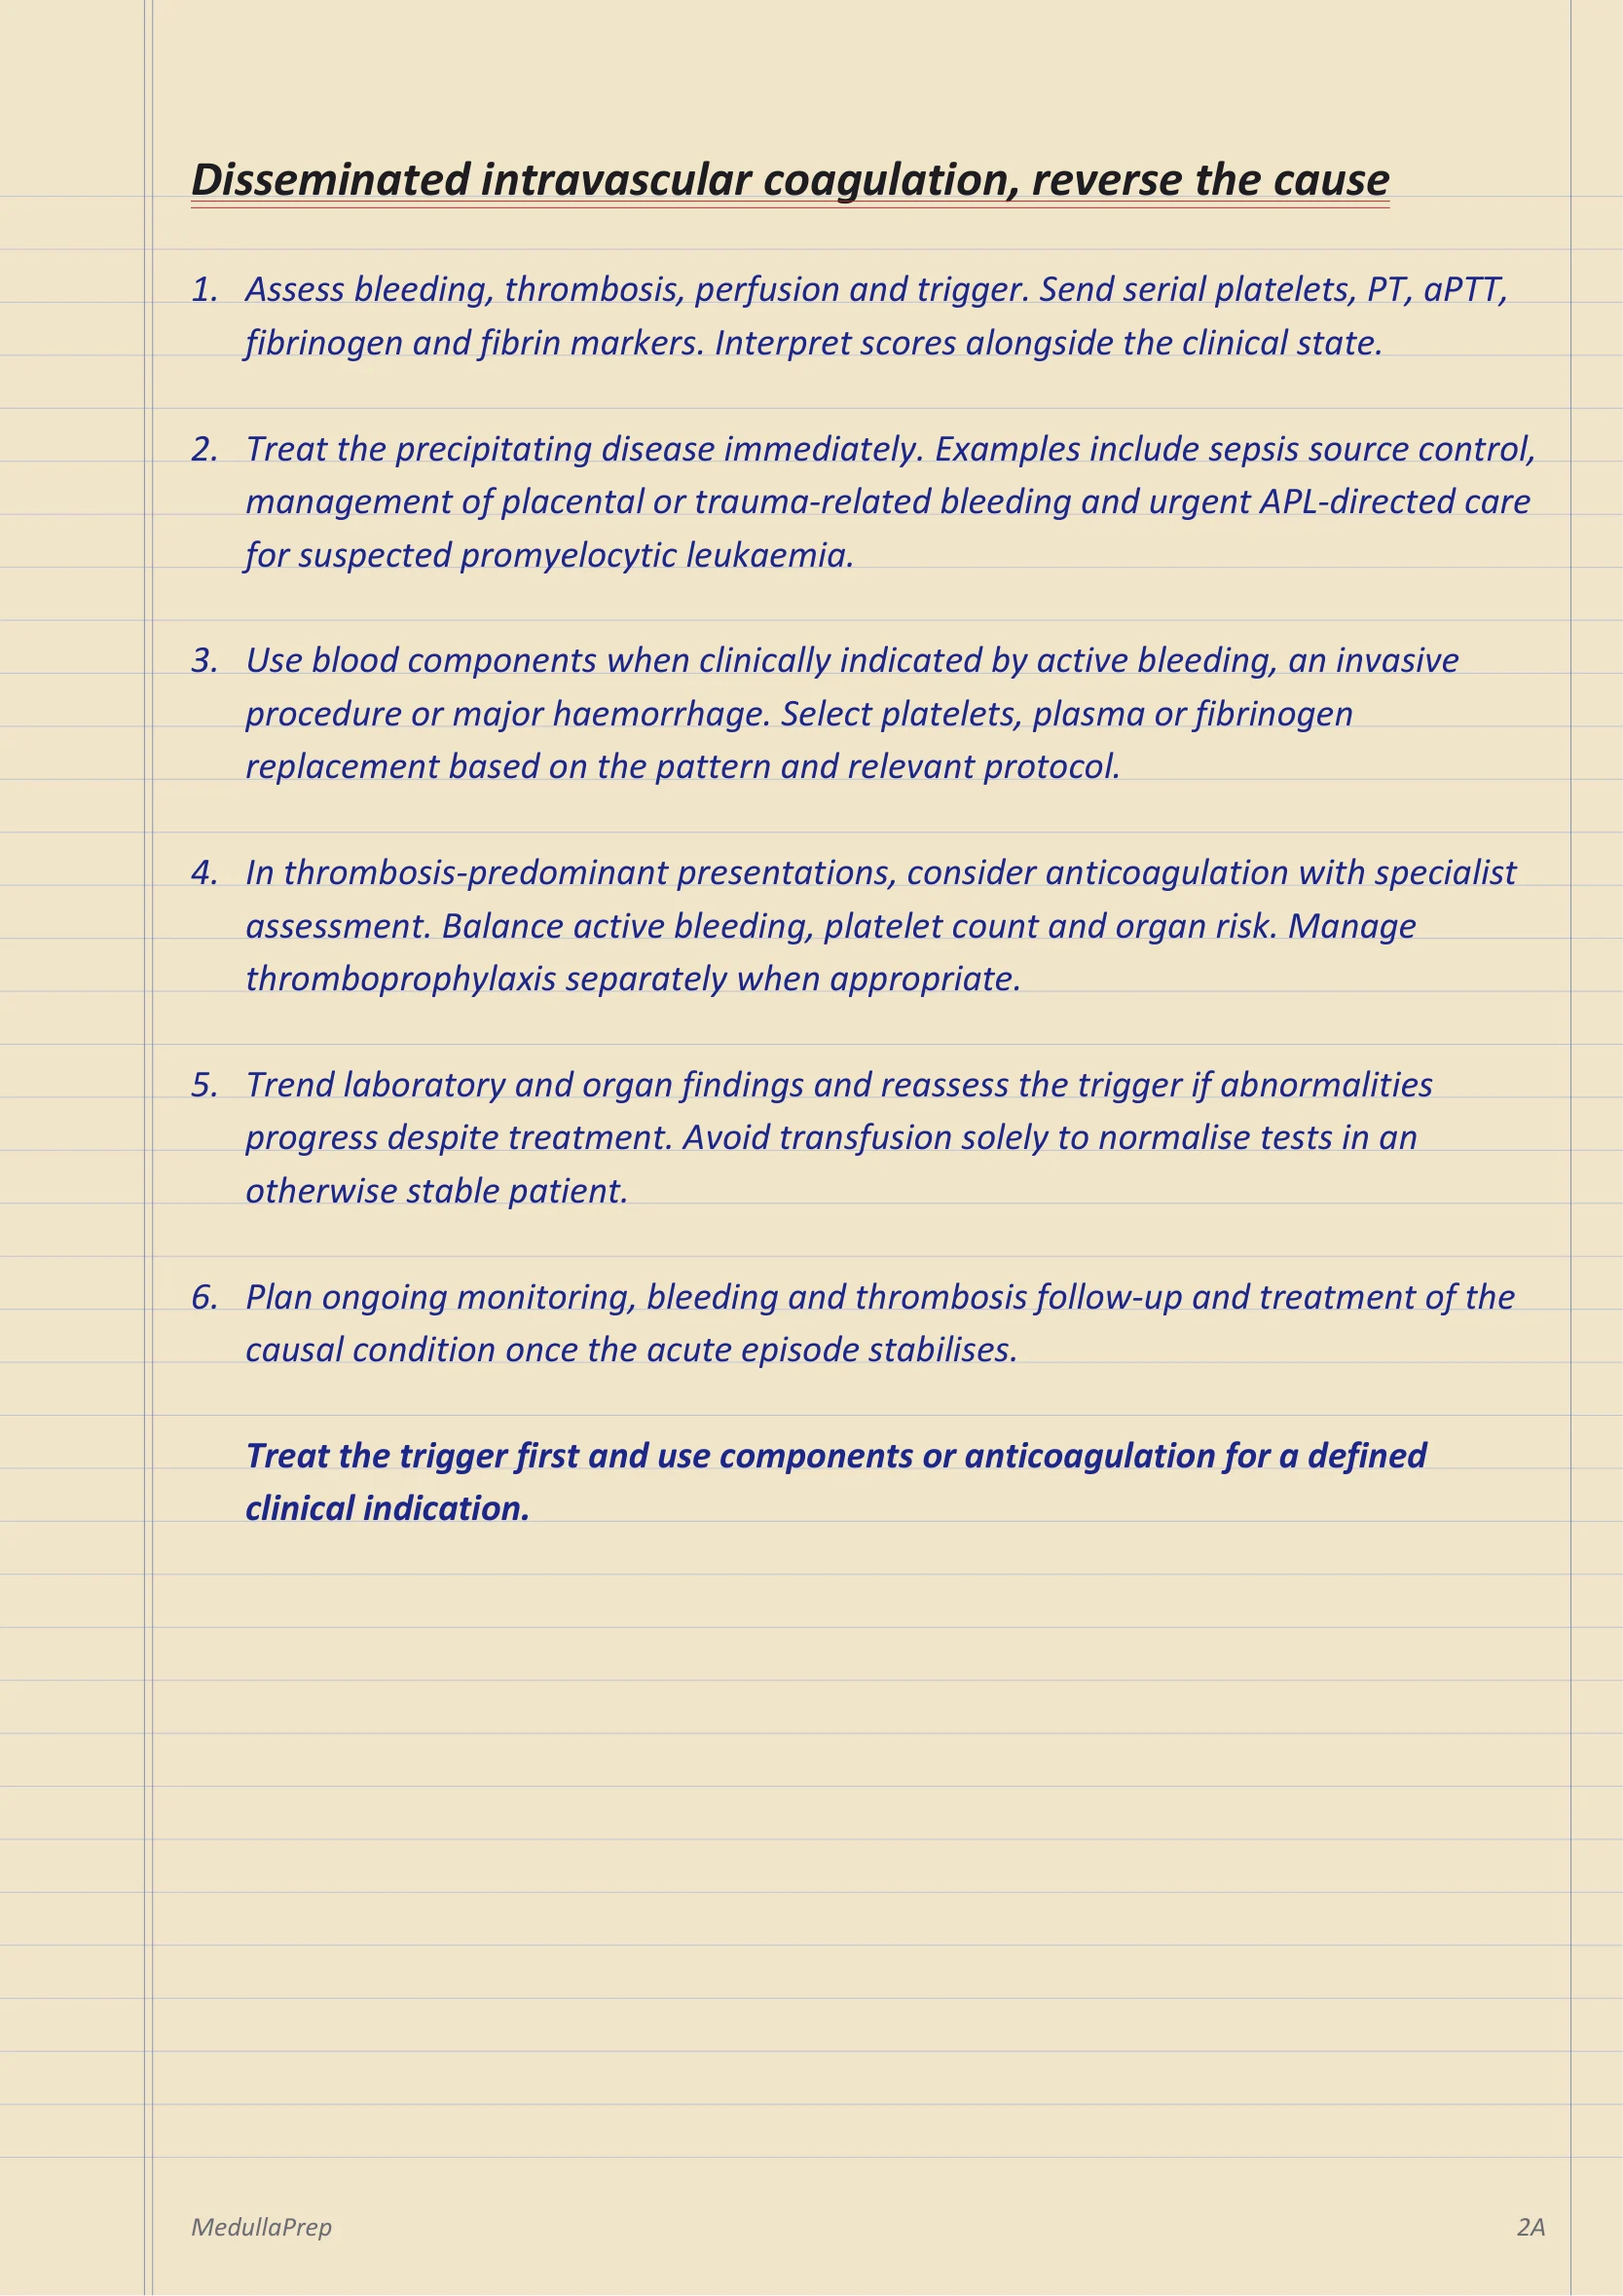 Disseminated intravascular coagulation, reverse the cause
1. Assess bleeding, thrombosis, perfusion and trigger. Send serial platelets, PT, aPTT,
fibrinogen and fibrin markers. Interpret scores alongside the clinical state.
2. Treat the precipitating disease immediately. Examples include sepsis source control,
management of placental or trauma-related bleeding and urgent APL-directed care
for suspected promyelocytic leukaemia.
3. Use blood components when clinically indicated by active bleeding, an invasive
procedure or major haemorrhage. Select platelets, plasma or fibrinogen
replacement based on the pattern and relevant protocol.
4. In thrombosis-predominant presentations, consider anticoagulation with specialist
assessment. Balance active bleeding, platelet count and organ risk. Manage
thromboprophylaxis separately when appropriate.
5. Trend laboratory and organ findings and reassess the trigger if abnormalities
progress despite treatment. Avoid transfusion solely to normalise tests in an
otherwise stable patient.
6. Plan ongoing monitoring, bleeding and thrombosis follow-up and treatment of the
causal condition once the acute episode stabilises.
Treat the trigger first and use components or anticoagulation for a defined
clinical indication.
MedullaPrep
2A